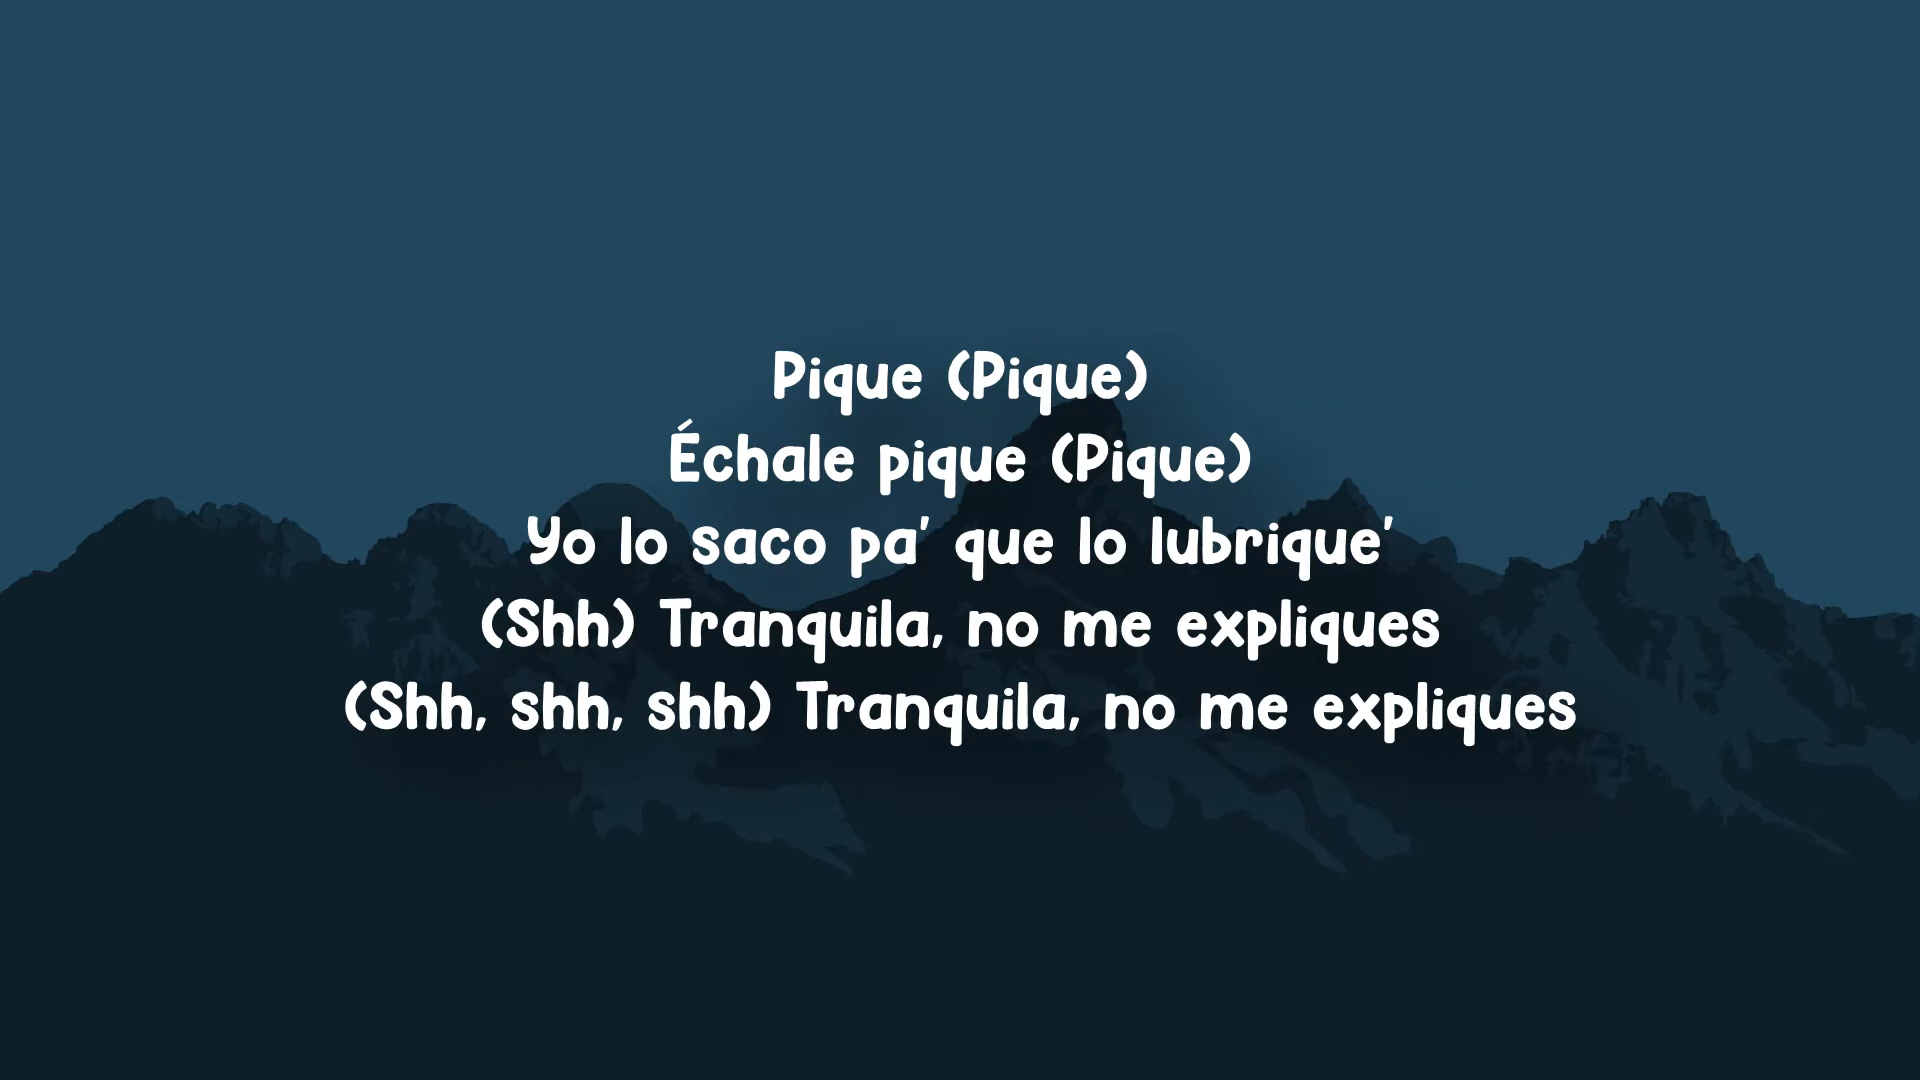 Pique (Pique)
Échale pique (Pique)
Yo lo saco pa' que lo lubrique'
(Shh) Tranquila, no me expliques
(Shh, shh, shh) Tranquila, no me expliques